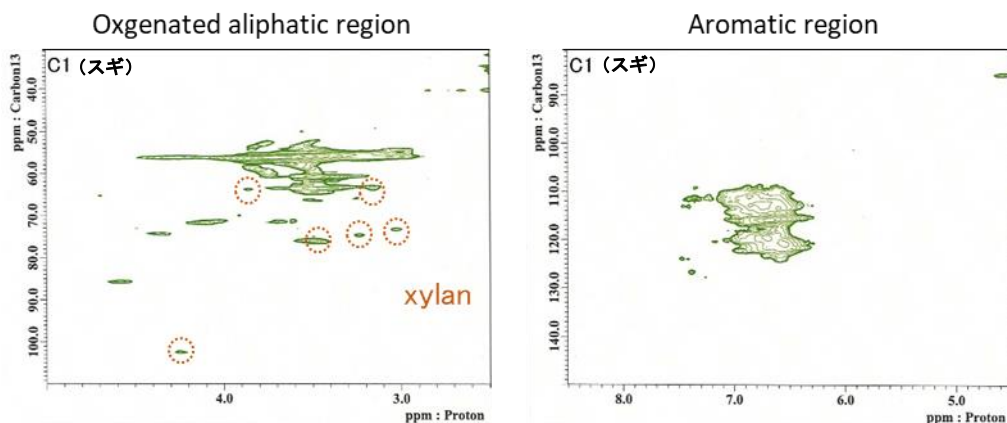 Oxgenated aliphatic region
C1 (スギ)
ppm : Carbon13
40.0
50.0
60.0
70.0
80.0
90.0
100.0
xylan
4.0
3.0
ppm : Proton
Aromatic region
C1 (スギ)
ppm : Carbon13
90.0
100.0
110.0
120.0
130.0
140.0
8.0
7.0
6.0
5.0
ppm : Proton